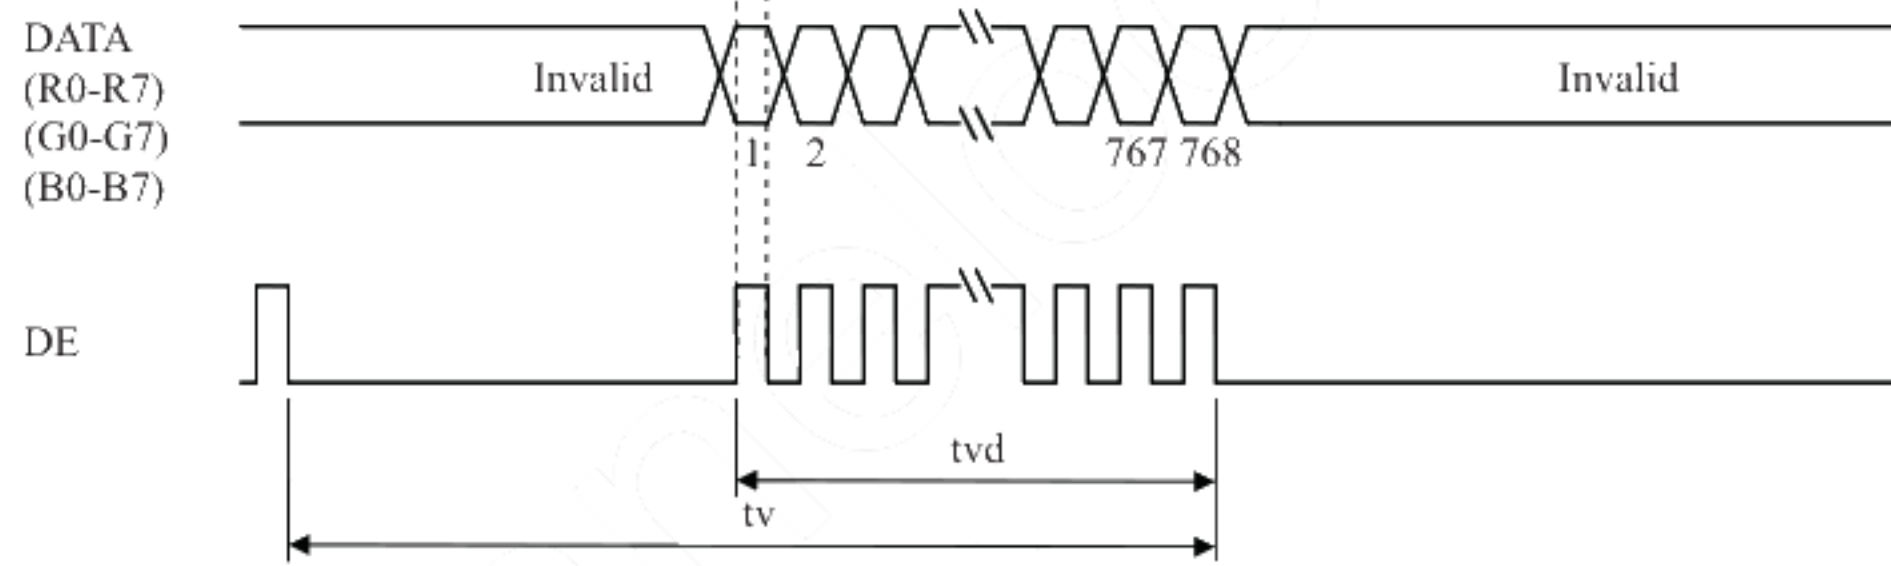 DATA
(R0-R7)
(G0-G7)
(B0-B7)
Invalid
Invalid
1 2 767 768
DE
tvd
tv